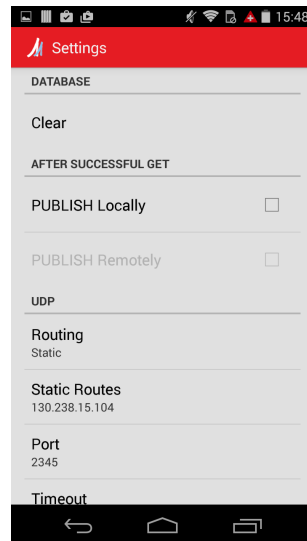 15:48
Settings
DATABASE
Clear
AFTER SUCCESSFUL GET
PUBLISH Locally
PUBLISH Remotely
UDP
Routing
Static
Static Routes
130.238.15.104
Port
2345
Timeout